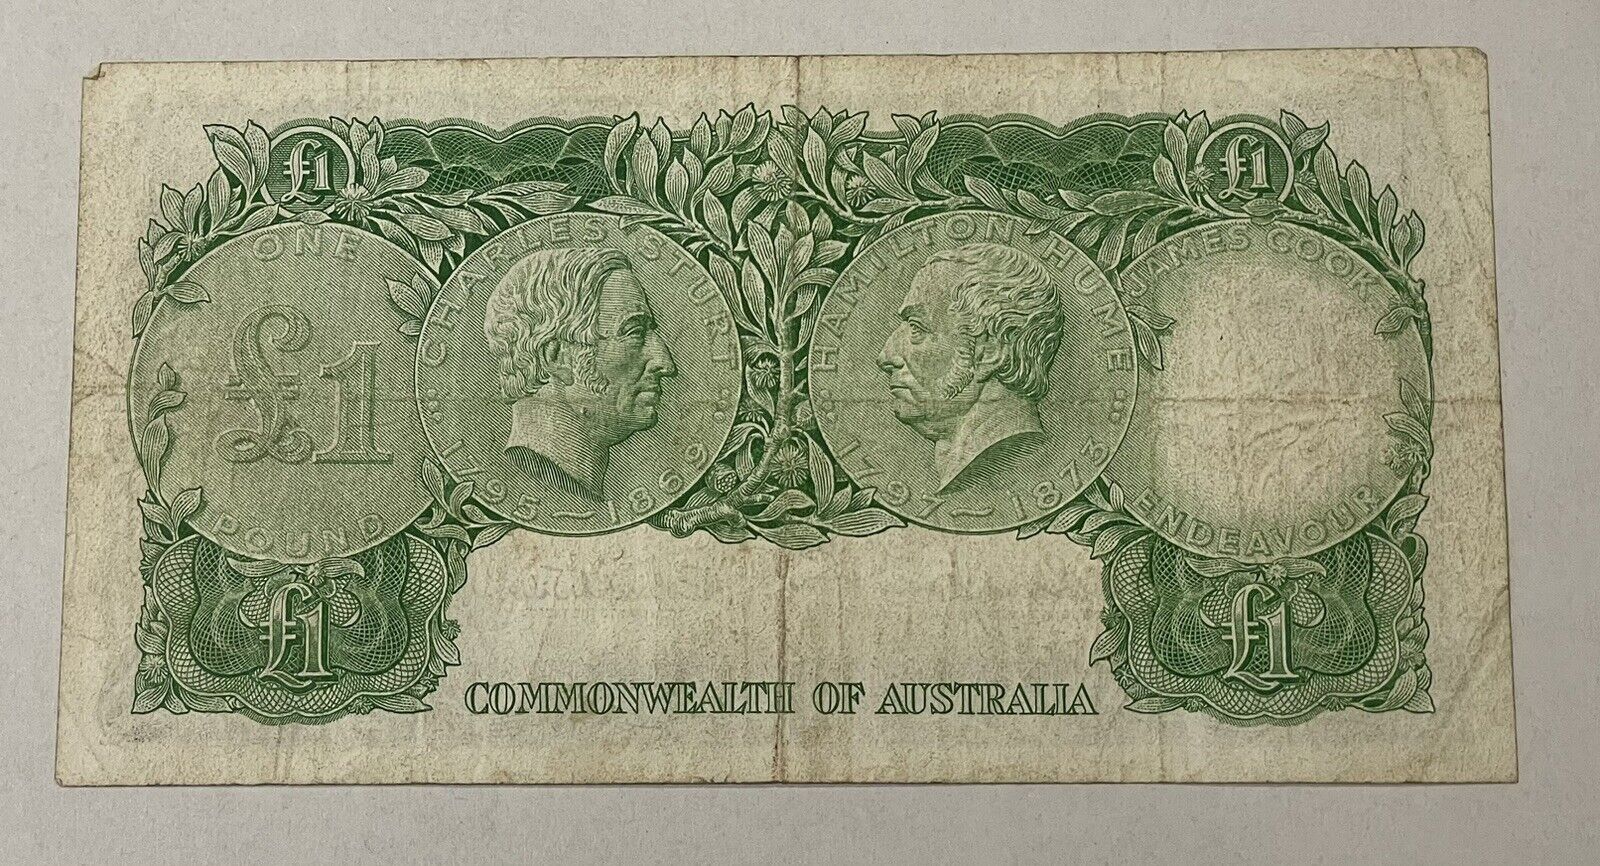 £1
£1
ONE
£1
POUND
CHARLES STURT
1795~1869
HAMILTON HUME
1797~1873
JAMES COOK
ENDEAVOUR
£1
£1
COMMONWEALTH OF AUSTRALIA